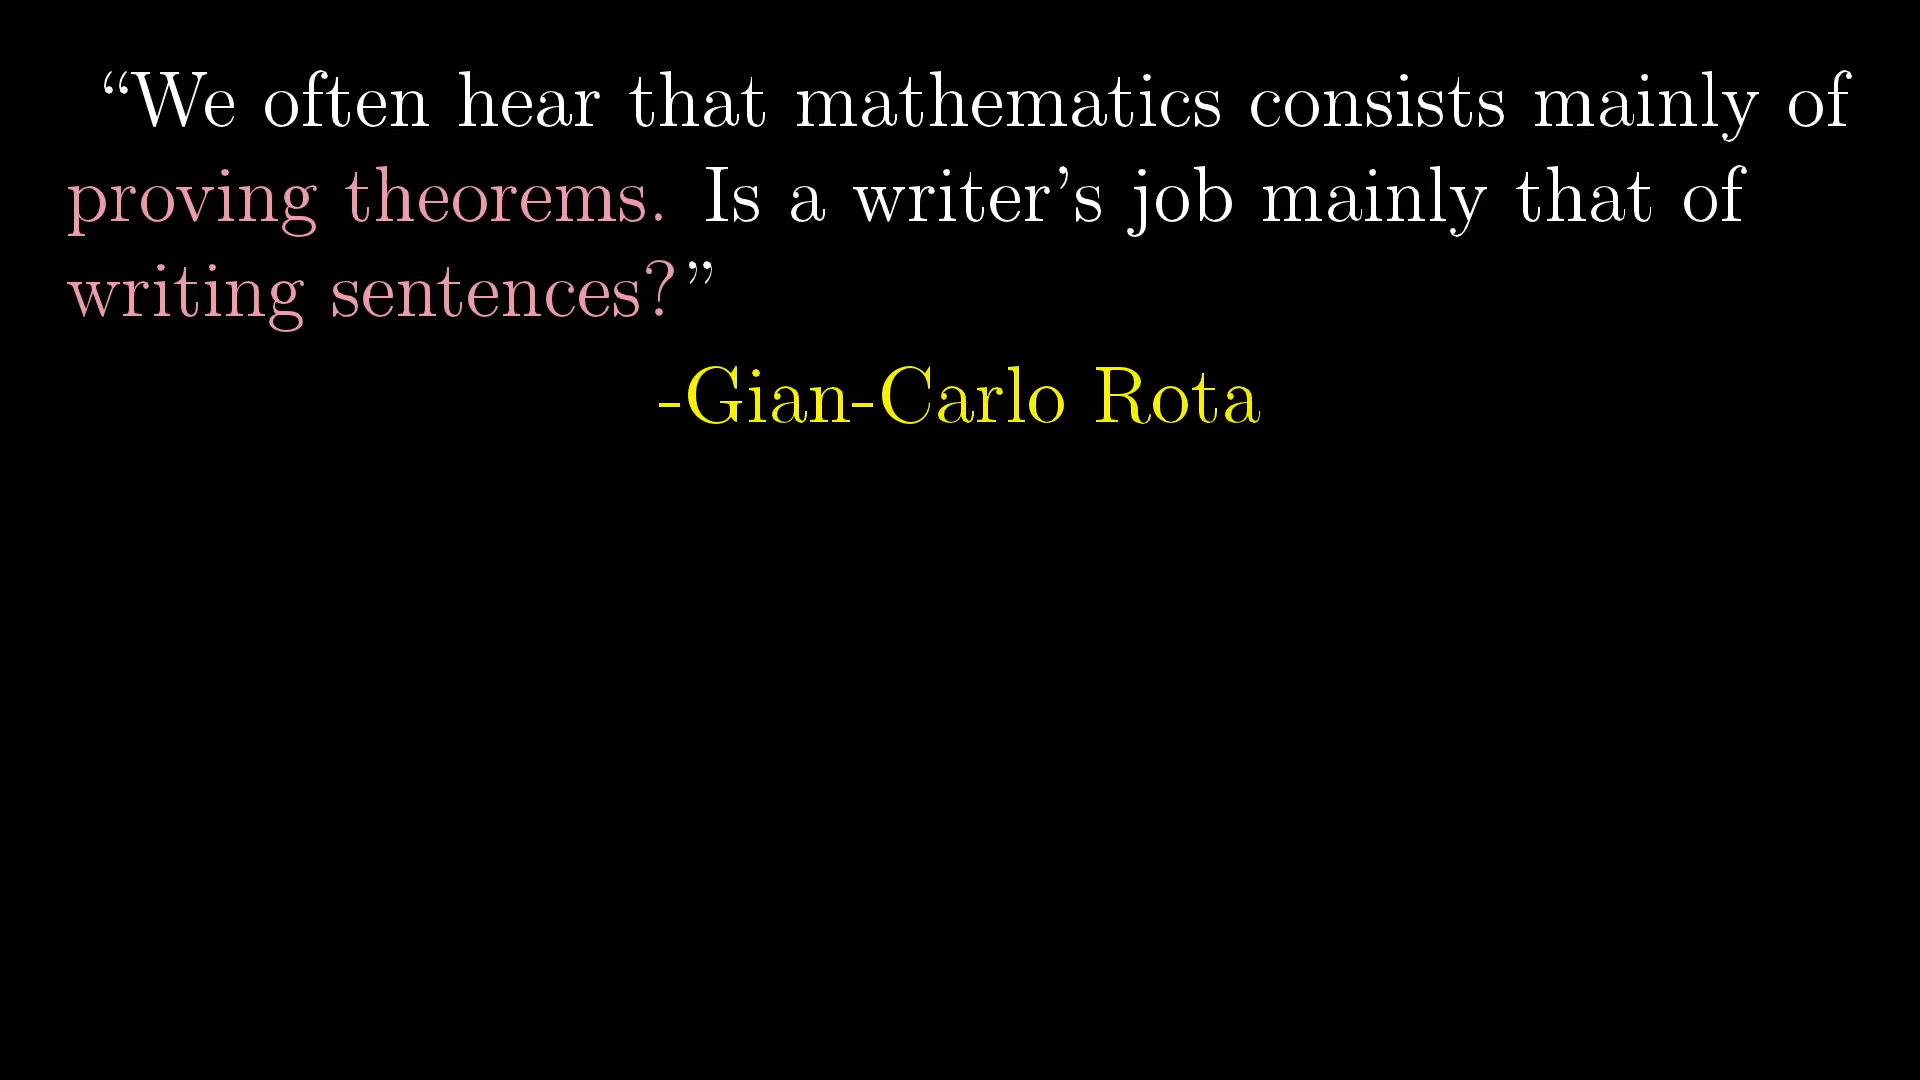 “We often hear that mathematics consists mainly of
proving theorems. Is a writer’s job mainly that of
writing sentences?”
-Gian-Carlo Rota